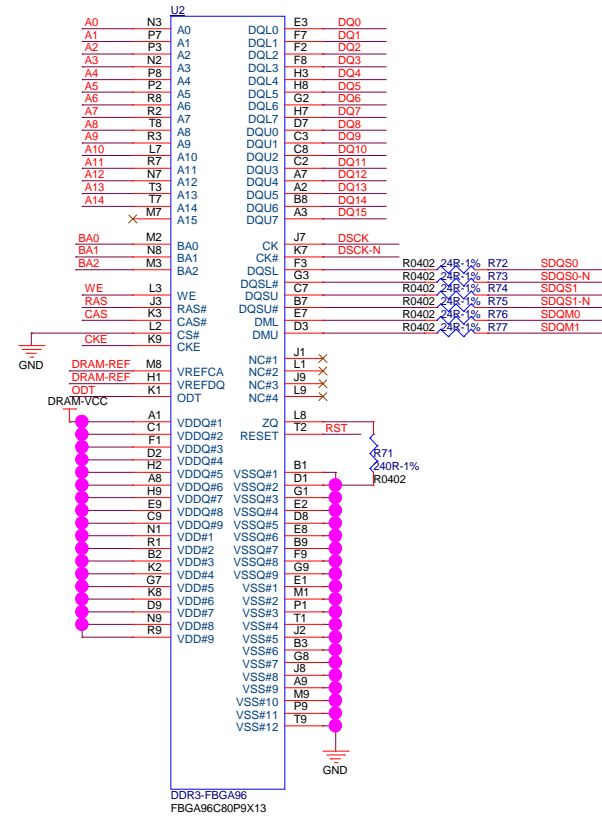 U2
A0 N3 A0 DQL0 E3 DQ0
A1 P7 A1 DQL1 F7 DQ1
A2 P3 A2 DQL2 F2 DQ2
A3 N2 A3 DQL3 F8 DQ3
A4 P8 A4 DQL4 H3 DQ4
A5 P2 A5 DQL5 H8 DQ5
A6 R8 A6 DQL6 G2 DQ6
A7 R2 A7 DQL7 H7 DQ7
A8 T8 A8 DQU0 D7 DQ8
A9 R3 A9 DQU1 C3 DQ9
A10 L7 A10 DQU2 C8 DQ10
A11 R7 A11 DQU3 C2 DQ11
A12 N7 A12 DQU4 A7 DQ12
A13 T3 A13 DQU5 A2 DQ13
A14 T7 A14 DQU6 B8 DQ14
M7 A15 DQU7 A3 DQ15
BA0 M2 BA0 CK J7 DSCK
BA1 N8 BA1 CK# K7 DSCK-N
BA2 M3 BA2 DQSL F3 R0402 24R-1% R72 SDQS0
DQSL# G3 R0402 24R-1% R73 SDQS0-N
WE L3 WE DQSU C7 R0402 24R-1% R74 SDQS1
RAS J3 RAS# DQSU# B7 R0402 24R-1% R75 SDQS1-N
CAS K3 CAS# DML E7 R0402 24R-1% R76 SDQM0
L2 CS# DMU D3 R0402 24R-1% R77 SDQM1
CKE K9 CKE
GND
NC#1 J1
DRAM-REF M8 VREFCA NC#2 L1
DRAM-REF H1 VREFDQ NC#3 J9
ODT K1 ODT NC#4 L9
DRAM-VCC
A1 VDDQ#1 ZQ L8
C1 VDDQ#2 RESET T2 RST
F1 VDDQ#3
D2 VDDQ#4 R71
H2 VDDQ#5 VSSQ#1 B1 240R-1%
A8 VDDQ#6 VSSQ#2 D1 R0402
H9 VDDQ#7 VSSQ#3 G1
E9 VDDQ#8 VSSQ#4 E2
C9 VDDQ#9 VSSQ#5 D8
N1 VDD#1 VSSQ#6 E8
R1 VDD#2 VSSQ#7 B9
B2 VDD#3 VSSQ#8 F9
K2 VDD#4 VSSQ#9 G9
G7 VDD#5 VSS#1 E1
K8 VDD#6 VSS#2 M1
D9 VDD#7 VSS#3 P1
N9 VDD#8 VSS#4 T1
R9 VDD#9 VSS#5 J2
VSS#6 B3
VSS#7 G8
VSS#8 J8
VSS#9 A9
VSS#10 M9
VSS#11 P9
VSS#12 T9
GND
DDR3-FBGA96
FBGA96C80P9X13